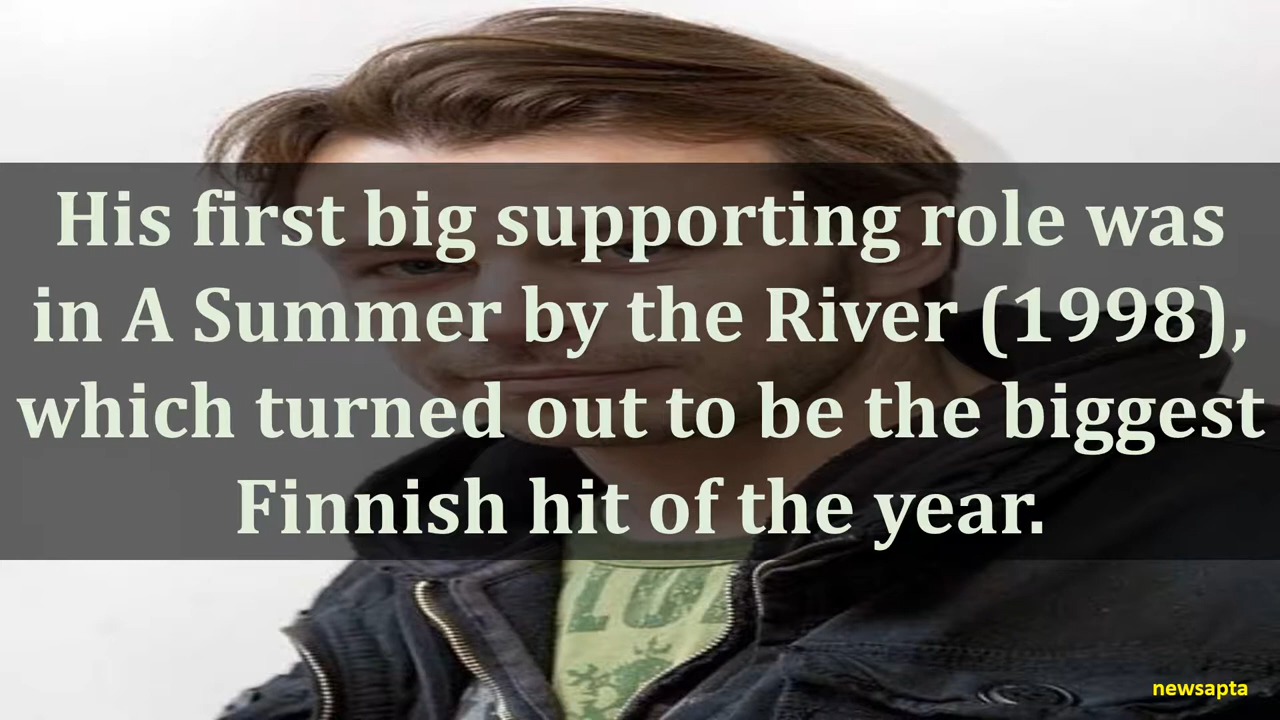 His first big supporting role was
in A Summer by the River (1998),
which turned out to be the biggest
Finnish hit of the year.
newsapta